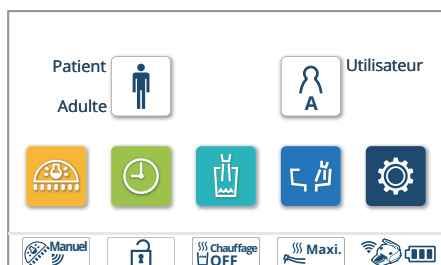 Patient
Adulte
Utilisateur
A
Manuel
Chauffage
OFF
Maxi.